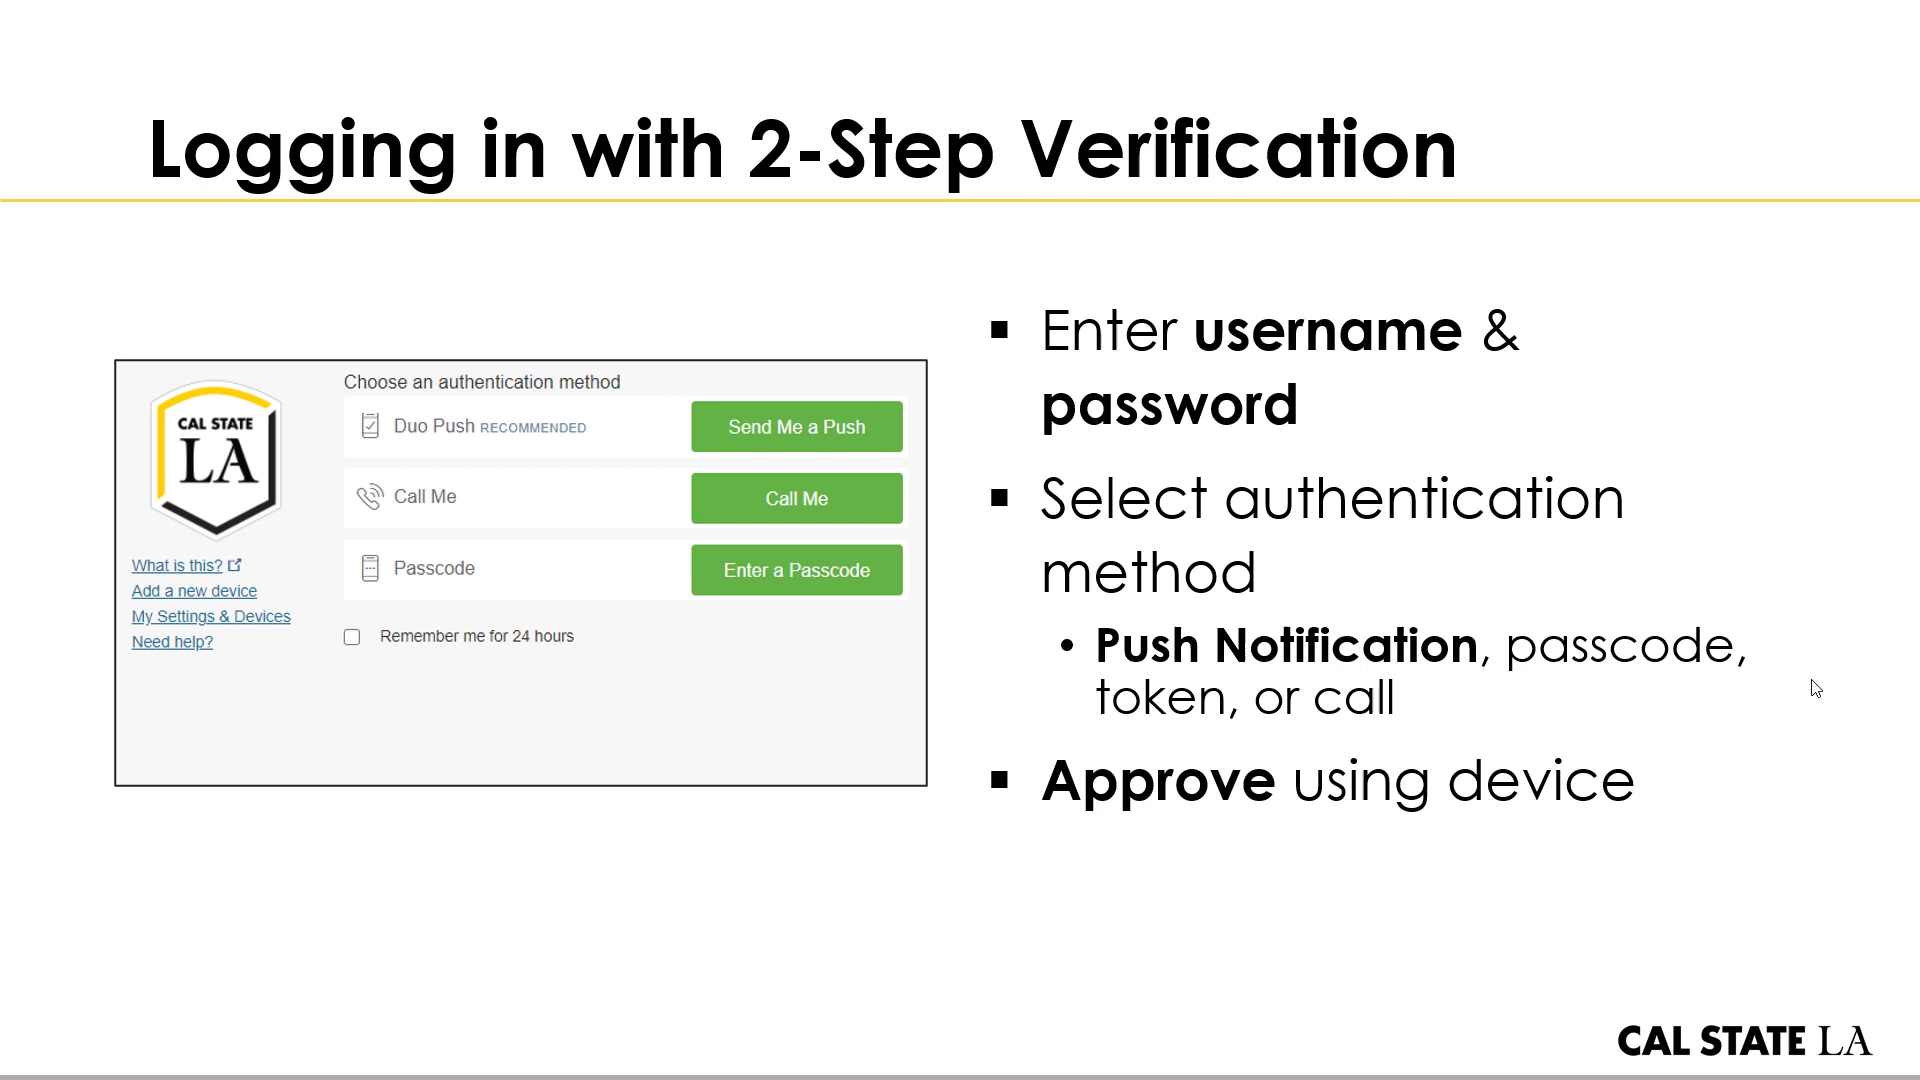 Logging in with 2-Step Verification
CAL STATE
LA
What is this?
Add a new device
My Settings & Devices
Need help?
Choose an authentication method
Duo Push RECOMMENDED
Send Me a Push
Call Me
Call Me
Passcode
Enter a Passcode
Remember me for 24 hours
▪ Enter username &
password
▪ Select authentication
method
• Push Notification, passcode,
token, or call
▪ Approve using device
CAL STATE LA